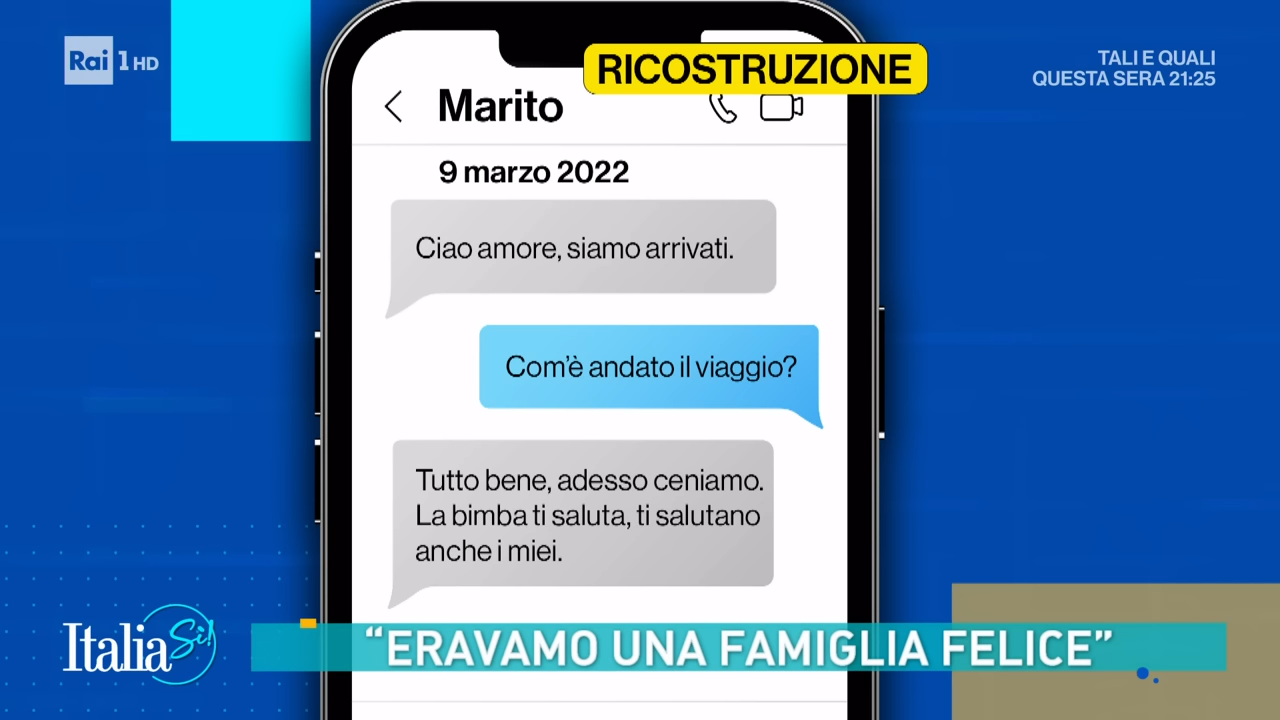 Rai 1 HD
RICOSTRUZIONE
TALI E QUALI
QUESTA SERA 21:25
Marito
9 marzo 2022
Ciao amore, siamo arrivati.
Com'è andato il viaggio?
Tutto bene, adesso ceniamo.
La bimba ti saluta, ti salutano
anche i miei.
Italia Sì!
“ERAVAMO UNA FAMIGLIA FELICE”